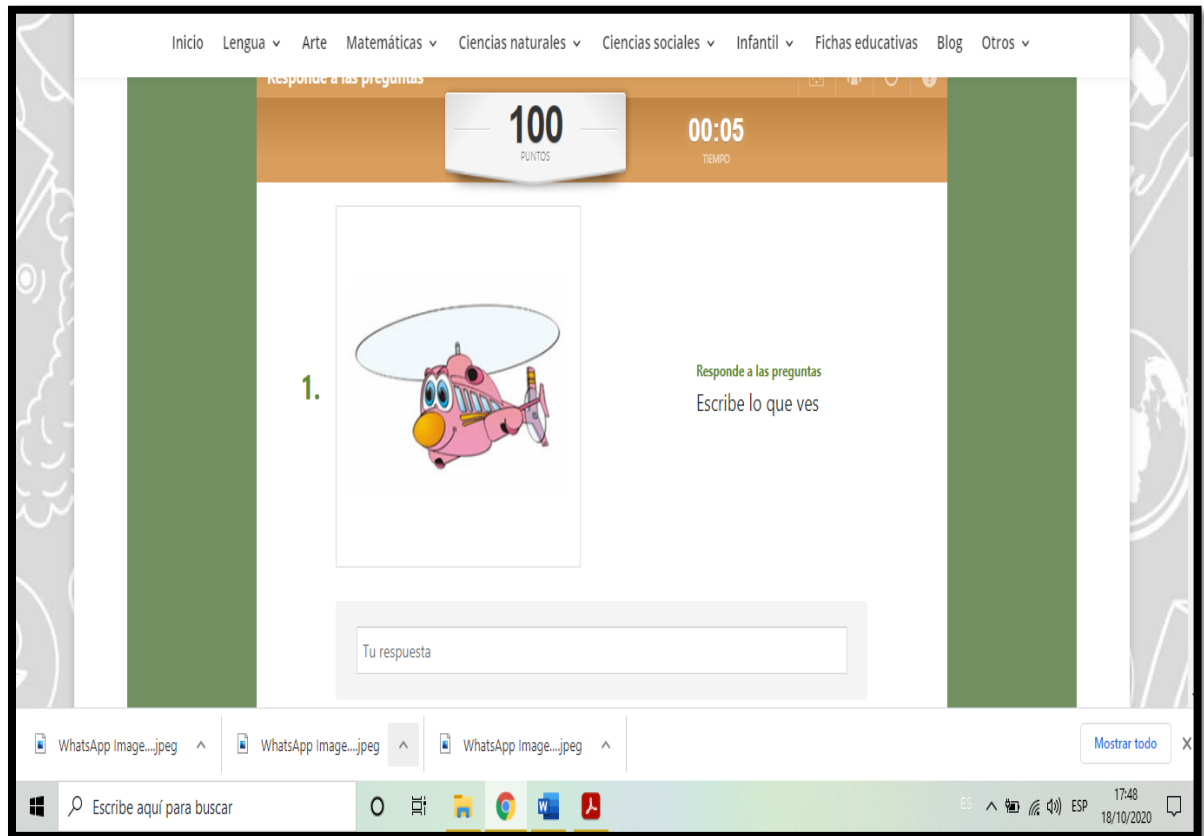 Inicio Lengua Arte Matemáticas Ciencias naturales Ciencias sociales Infantil Fichas educativas Blog Otros
Responde a las preguntas
100
PUNTOS
00:05
TIEMPO
1.
Responde a las preguntas
Escribe lo que ves
Tu respuesta
WhatsApp Image....jpeg WhatsApp Image....jpeg WhatsApp Image....jpeg Mostrar todo
Escribe aquí para buscar
ES ESP
17:48
18/10/2020